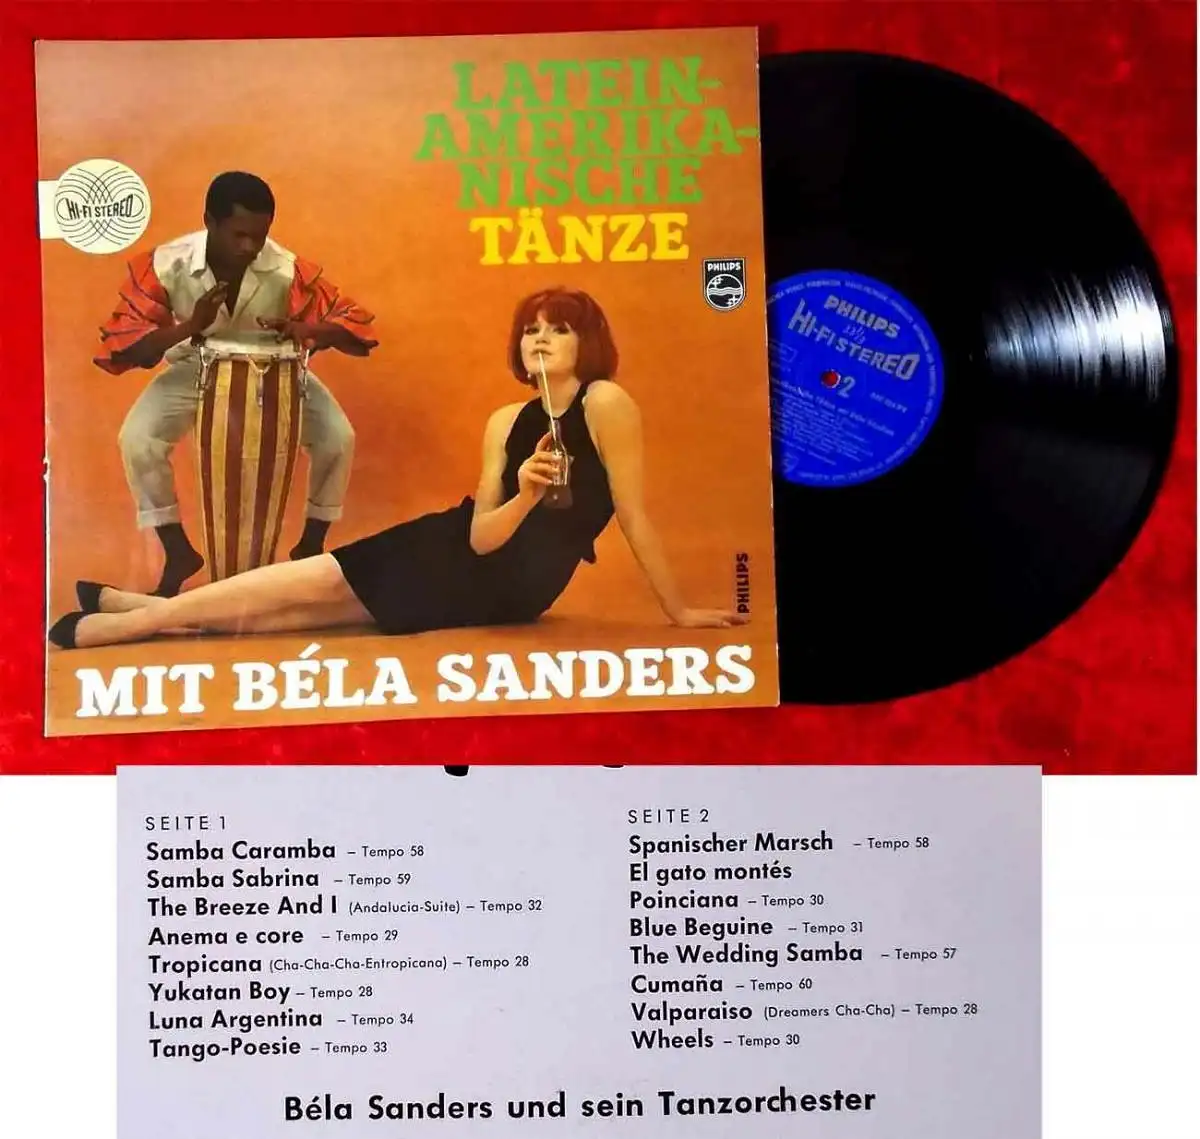 LATEIN-
AMERIKA-
NISCHE
TÄNZE
HI-FI STEREO
PHILIPS
PHILIPS
MIT BÉLA SANDERS
PHILIPS
33 1/3
HI-FI STEREO
2
SEITE 1
Samba Caramba – Tempo 58
Samba Sabrina – Tempo 59
The Breeze And I (Andalucia-Suite) – Tempo 32
Anema e core – Tempo 29
Tropicana (Cha-Cha-Cha-Entropicana) – Tempo 28
Yukatan Boy – Tempo 28
Luna Argentina – Tempo 34
Tango-Poesie – Tempo 33
SEITE 2
Spanischer Marsch – Tempo 58
El gato montés
Poinciana – Tempo 30
Blue Beguine – Tempo 31
The Wedding Samba – Tempo 57
Cumaña – Tempo 60
Valparaiso (Dreamers Cha-Cha) – Tempo 28
Wheels – Tempo 30
Béla Sanders und sein Tanzorchester